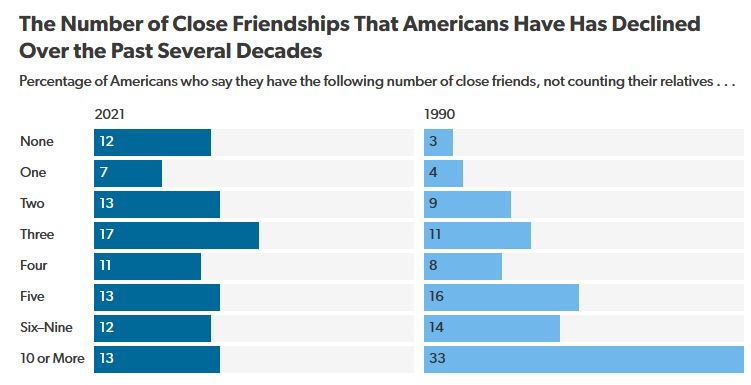 The Number of Close Friendships That Americans Have Has Declined
Over the Past Several Decades
Percentage of Americans who say they have the following number of close friends, not counting their relatives . . .
2021 1990
None 12 3
One 7 4
Two 13 9
Three 17 11
Four 11 8
Five 13 16
Six–Nine 12 14
10 or More 13 33